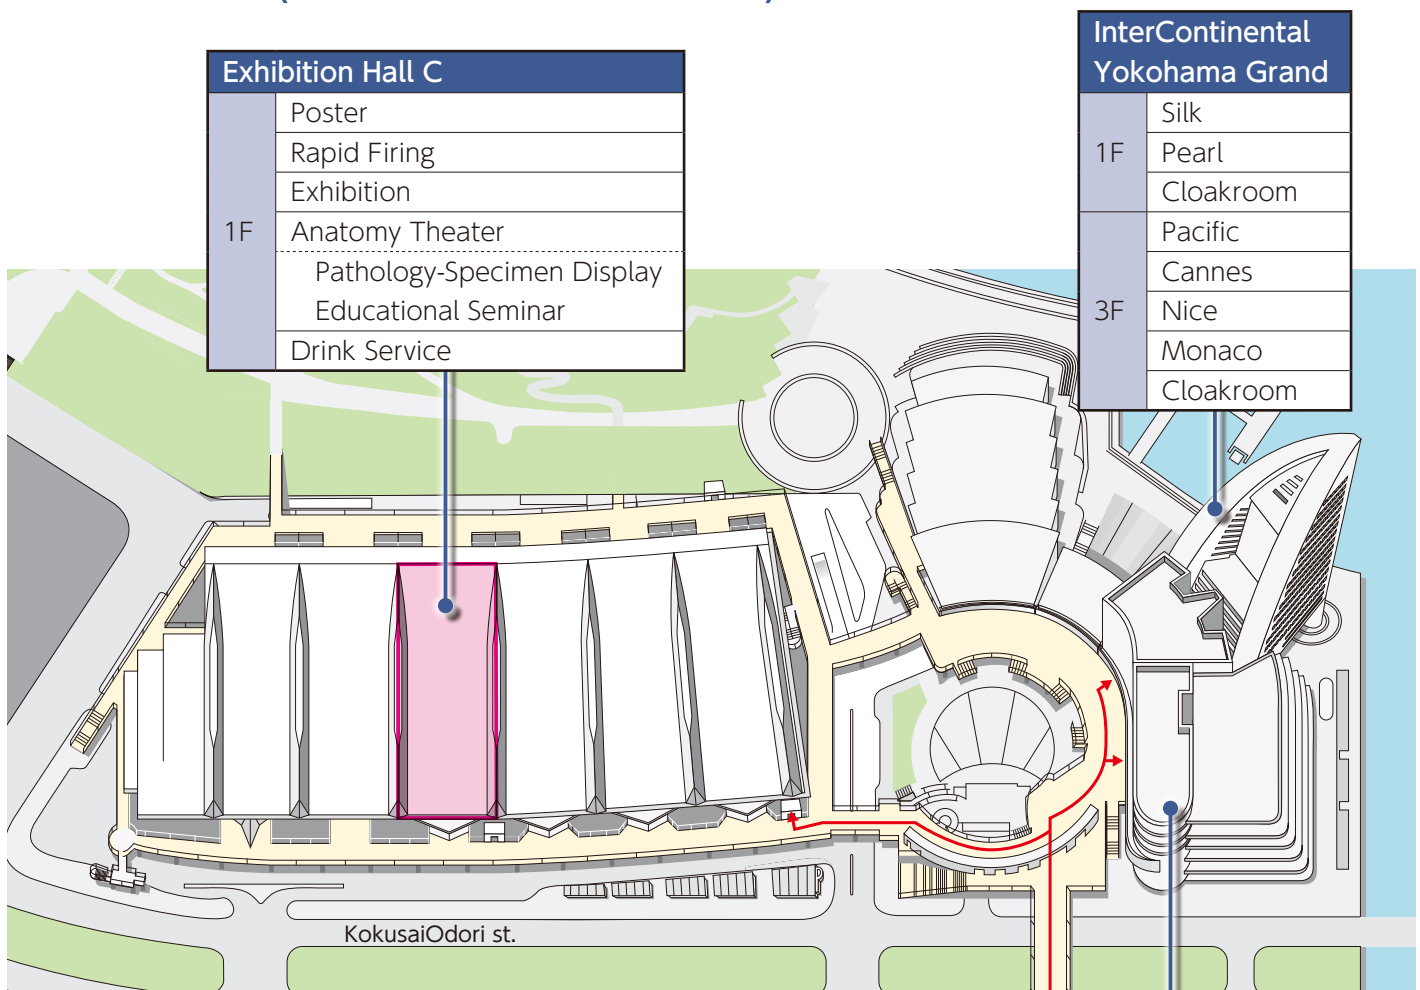 Exhibition Hall C
1F
Poster
Rapid Firing
Exhibition
Anatomy Theater
Pathology-Specimen Display
Educational Seminar
Drink Service
InterContinental
Yokohama Grand
1F
Silk
Pearl
Cloakroom
3F
Pacific
Cannes
Nice
Monaco
Cloakroom
KokusaiOdori st.